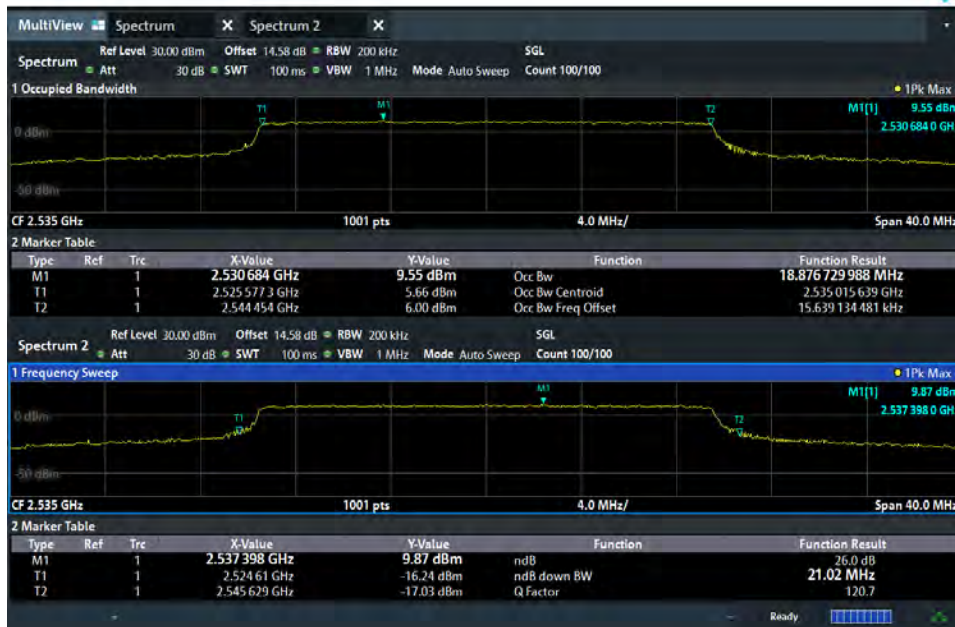 MultiView Spectrum X Spectrum 2 X
Spectrum Ref Level 30.00 dBm Offset 14.58 dB RBW 200 kHz SGL
Att 30 dB SWT 100 ms VBW 1 MHz Mode Auto Sweep Count 100/100
1 Occupied Bandwidth 1Pk Max
T1 M1 T2 M1[1] 9.55 dBm
0 dBm 2.530 684 0 GH
-50 dBm
CF 2.535 GHz 1001 pts 4.0 MHz/ Span 40.0 MHz
2 Marker Table
Type Ref Trc X-Value Y-Value Function Function Result
M1 1 2.530 684 GHz 9.55 dBm Occ Bw 18.876 729 988 MHz
T1 1 2.525 577 3 GHz 5.66 dBm Occ Bw Centroid 2.535 015 639 GHz
T2 1 2.544 454 GHz 6.00 dBm Occ Bw Freq Offset 15.639 134 481 kHz
Spectrum 2 Ref Level 30.00 dBm Offset 14.58 dB RBW 200 kHz SGL
Att 30 dB SWT 100 ms VBW 1 MHz Mode Auto Sweep Count 100/100
1 Frequency Sweep 1Pk Max
M1 M1[1] 9.87 dBm
0 dBm T1 T2 2.537 398 0 GH
-50 dBm
CF 2.535 GHz 1001 pts 4.0 MHz/ Span 40.0 MHz
2 Marker Table
Type Ref Trc X-Value Y-Value Function Function Result
M1 1 2.537 398 GHz 9.87 dBm ndB 26.0 dB
T1 1 2.524 61 GHz -16.24 dBm ndB down BW 21.02 MHz
T2 1 2.545 629 GHz -17.03 dBm Q Factor 120.7
Ready